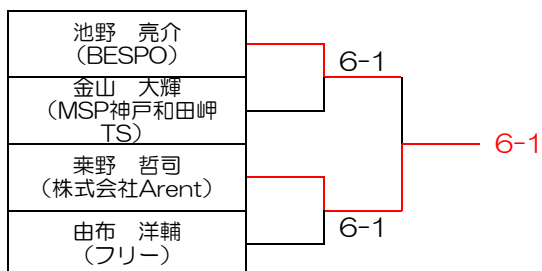 池野　亮介
（BESPO）
6-1
金山　大輝
（MSP神戸和田岬
TS）
6-1
乗野　哲司
（株式会社Arent）
6-1
由布　洋輔
（フリー）